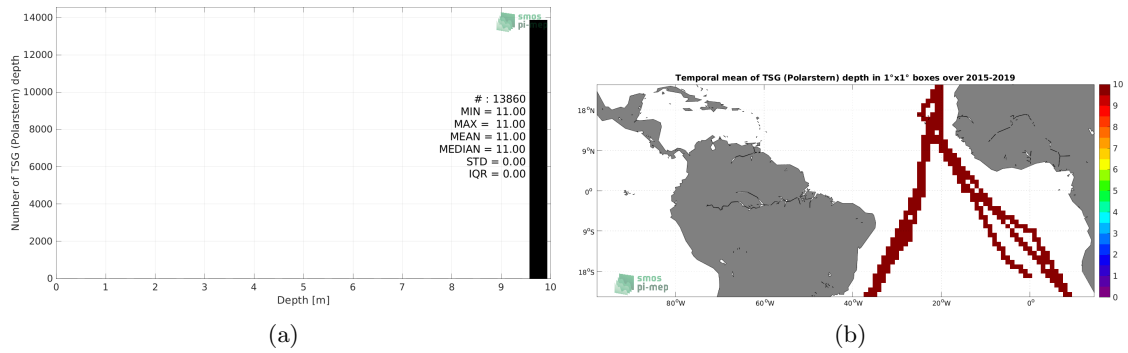 14000
12000
10000
8000
6000
4000
2000
0
Number of TSG (Polarstern) depth
smos
pi-mep
# : 13860
MIN = 11.00
MAX = 11.00
MEAN = 11.00
MEDIAN = 11.00
STD = 0.00
IQR = 0.00
0 1 2 3 4 5 6 7 8 9 10
Depth [m]
(a)
Temporal mean of TSG (Polarstern) depth in 1°x1° boxes over 2015-2019
18°N
9°N
0°
9°S
18°S
smos
pi-mep
80°W 60°W 40°W 20°W 0°
10
9
8
7
6
5
4
3
2
1
0
(b)